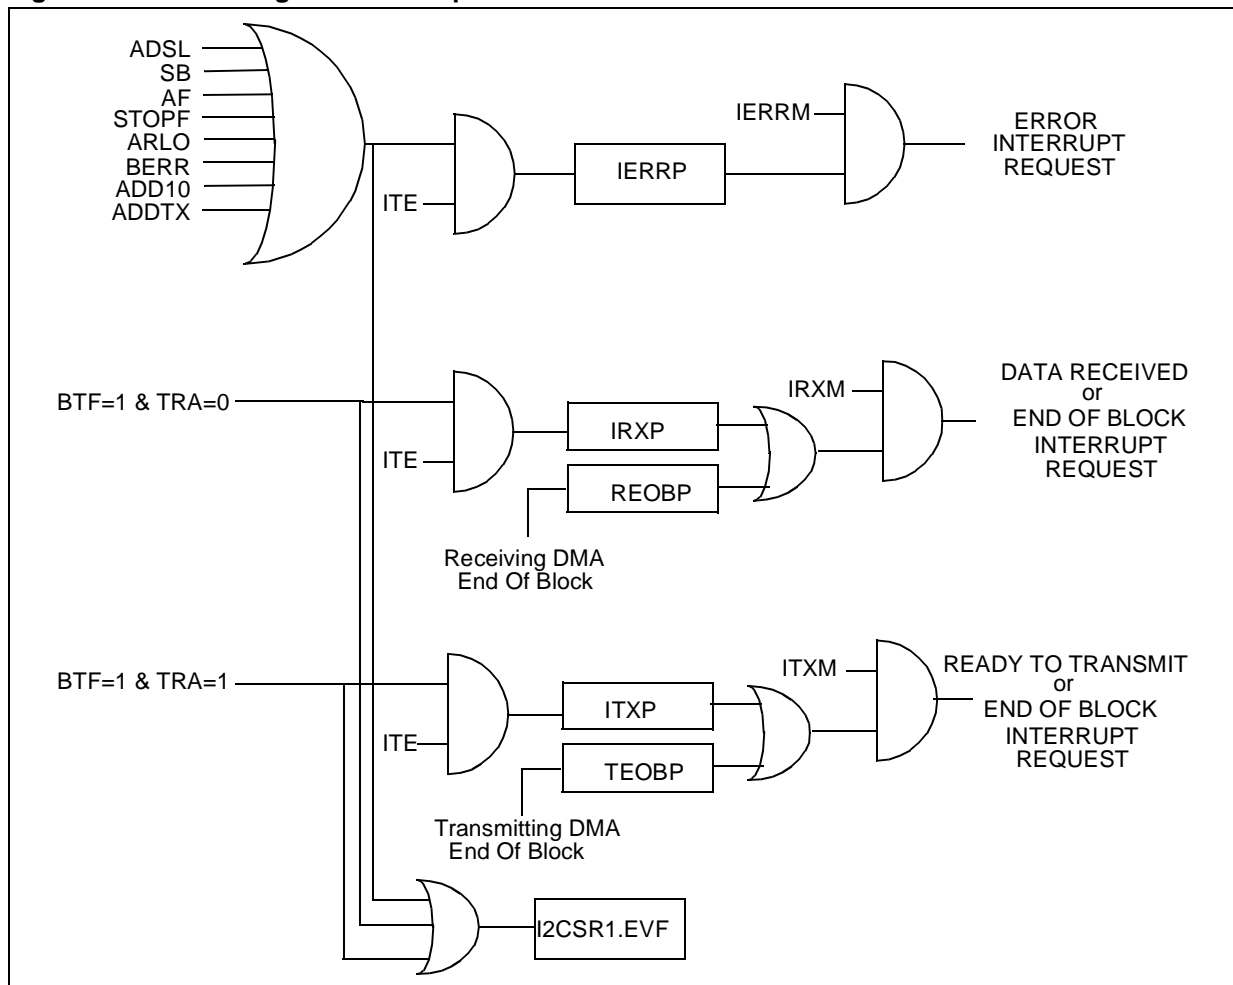 ADSL
SB
AF
STOPF
ARLO
BERR
ADD10
ADDTX
ITE
IERRP
IERRM
ERROR
INTERRUPT
REQUEST
BTF=1 & TRA=0
ITE
IRXP
REOBP
Receiving DMA
End Of Block
IRXM
DATA RECEIVED
or
END OF BLOCK
INTERRUPT
REQUEST
BTF=1 & TRA=1
ITE
ITXP
TEOBP
Transmitting DMA
End Of Block
ITXM
READY TO TRANSMIT
or
END OF BLOCK
INTERRUPT
REQUEST
I2CSR1.EVF